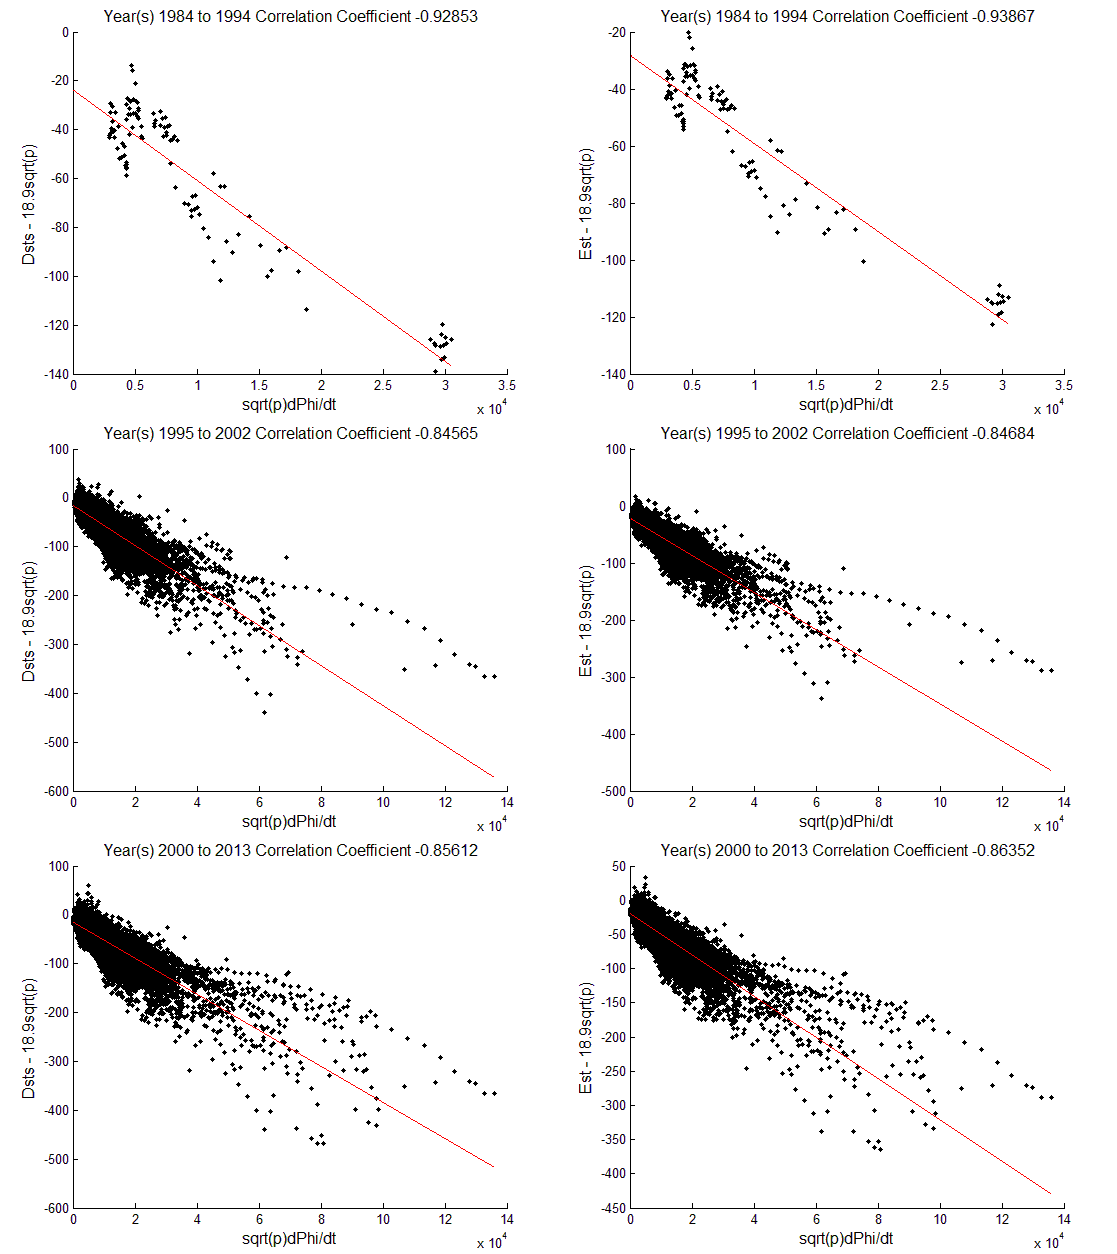 Year(s) 1984 to 1994 Correlation Coefficient -0.92853
0
-20
-40
-60
-80
-100
-120
-140
Dsts - 18.9sqrt(p)
0 0.5 1 1.5 2 2.5 3 3.5
sqrt(p)dPhi/dt
x 10^4
Year(s) 1984 to 1994 Correlation Coefficient -0.93867
-20
-40
-60
-80
-100
-120
-140
Est - 18.9sqrt(p)
0 0.5 1 1.5 2 2.5 3 3.5
sqrt(p)dPhi/dt
x 10^4
Year(s) 1995 to 2002 Correlation Coefficient -0.84565
100
0
-100
-200
-300
-400
-500
-600
Dsts - 18.9sqrt(p)
0 2 4 6 8 10 12 14
sqrt(p)dPhi/dt
x 10^4
Year(s) 1995 to 2002 Correlation Coefficient -0.84684
100
0
-100
-200
-300
-400
-500
Est - 18.9sqrt(p)
0 2 4 6 8 10 12 14
sqrt(p)dPhi/dt
x 10^4
Year(s) 2000 to 2013 Correlation Coefficient -0.85612
100
0
-100
-200
-300
-400
-500
-600
Dsts - 18.9sqrt(p)
0 2 4 6 8 10 12 14
sqrt(p)dPhi/dt
x 10^4
Year(s) 2000 to 2013 Correlation Coefficient -0.86352
50
0
-50
-100
-150
-200
-250
-300
-350
-400
-450
Est - 18.9sqrt(p)
0 2 4 6 8 10 12 14
sqrt(p)dPhi/dt
x 10^4